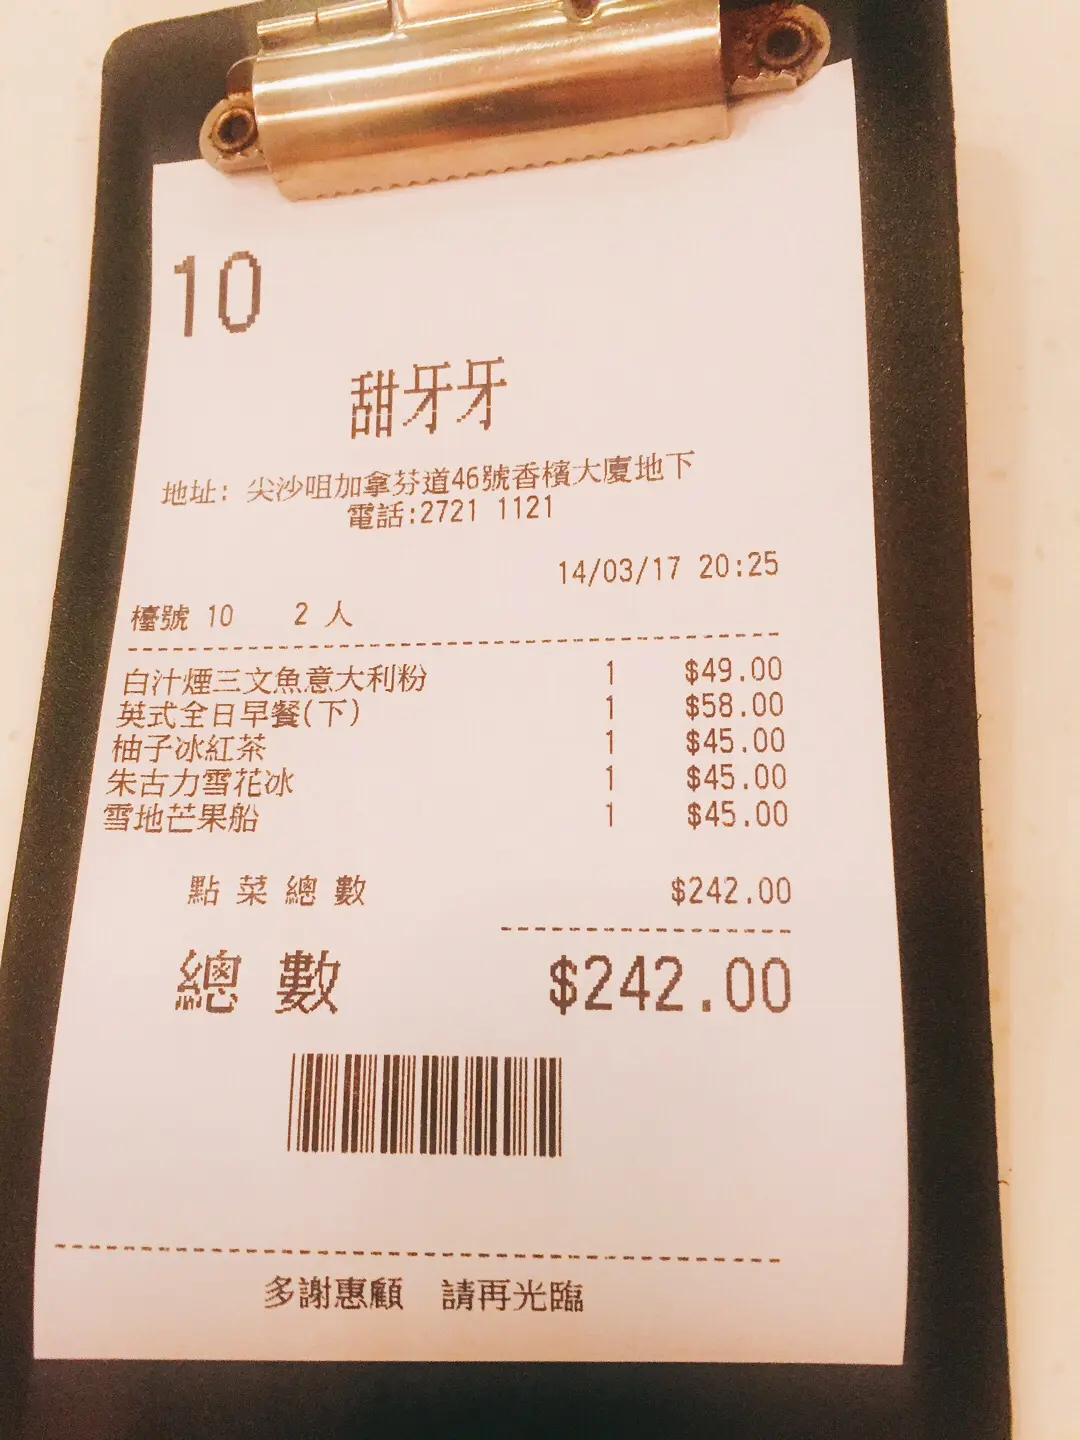 10
甜牙牙
地址: 尖沙咀加拿芬道46號香檳大廈地下
電話:2721 1121
14/03/17 20:25
檯號 10 2 人
白汁煙三文魚意大利粉 1 $49.00
英式全日早餐(下) 1 $58.00
柚子冰紅茶 1 $45.00
朱古力雪花冰 1 $45.00
雪地芒果船 1 $45.00
點菜總數 $242.00
總數 $242.00
多謝惠顧 請再光臨